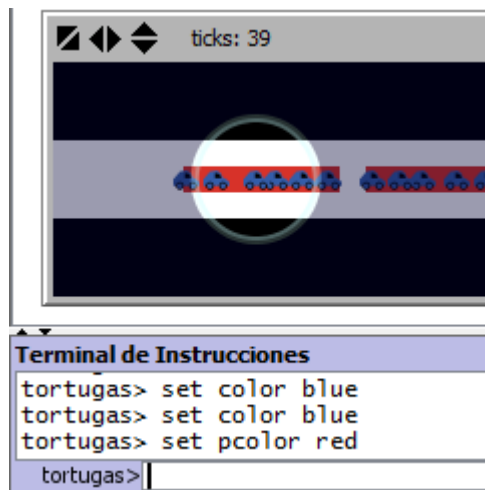 ticks: 39
Terminal de Instrucciones
tortugas> set color blue
tortugas> set color blue
tortugas> set pcolor red
tortugas>